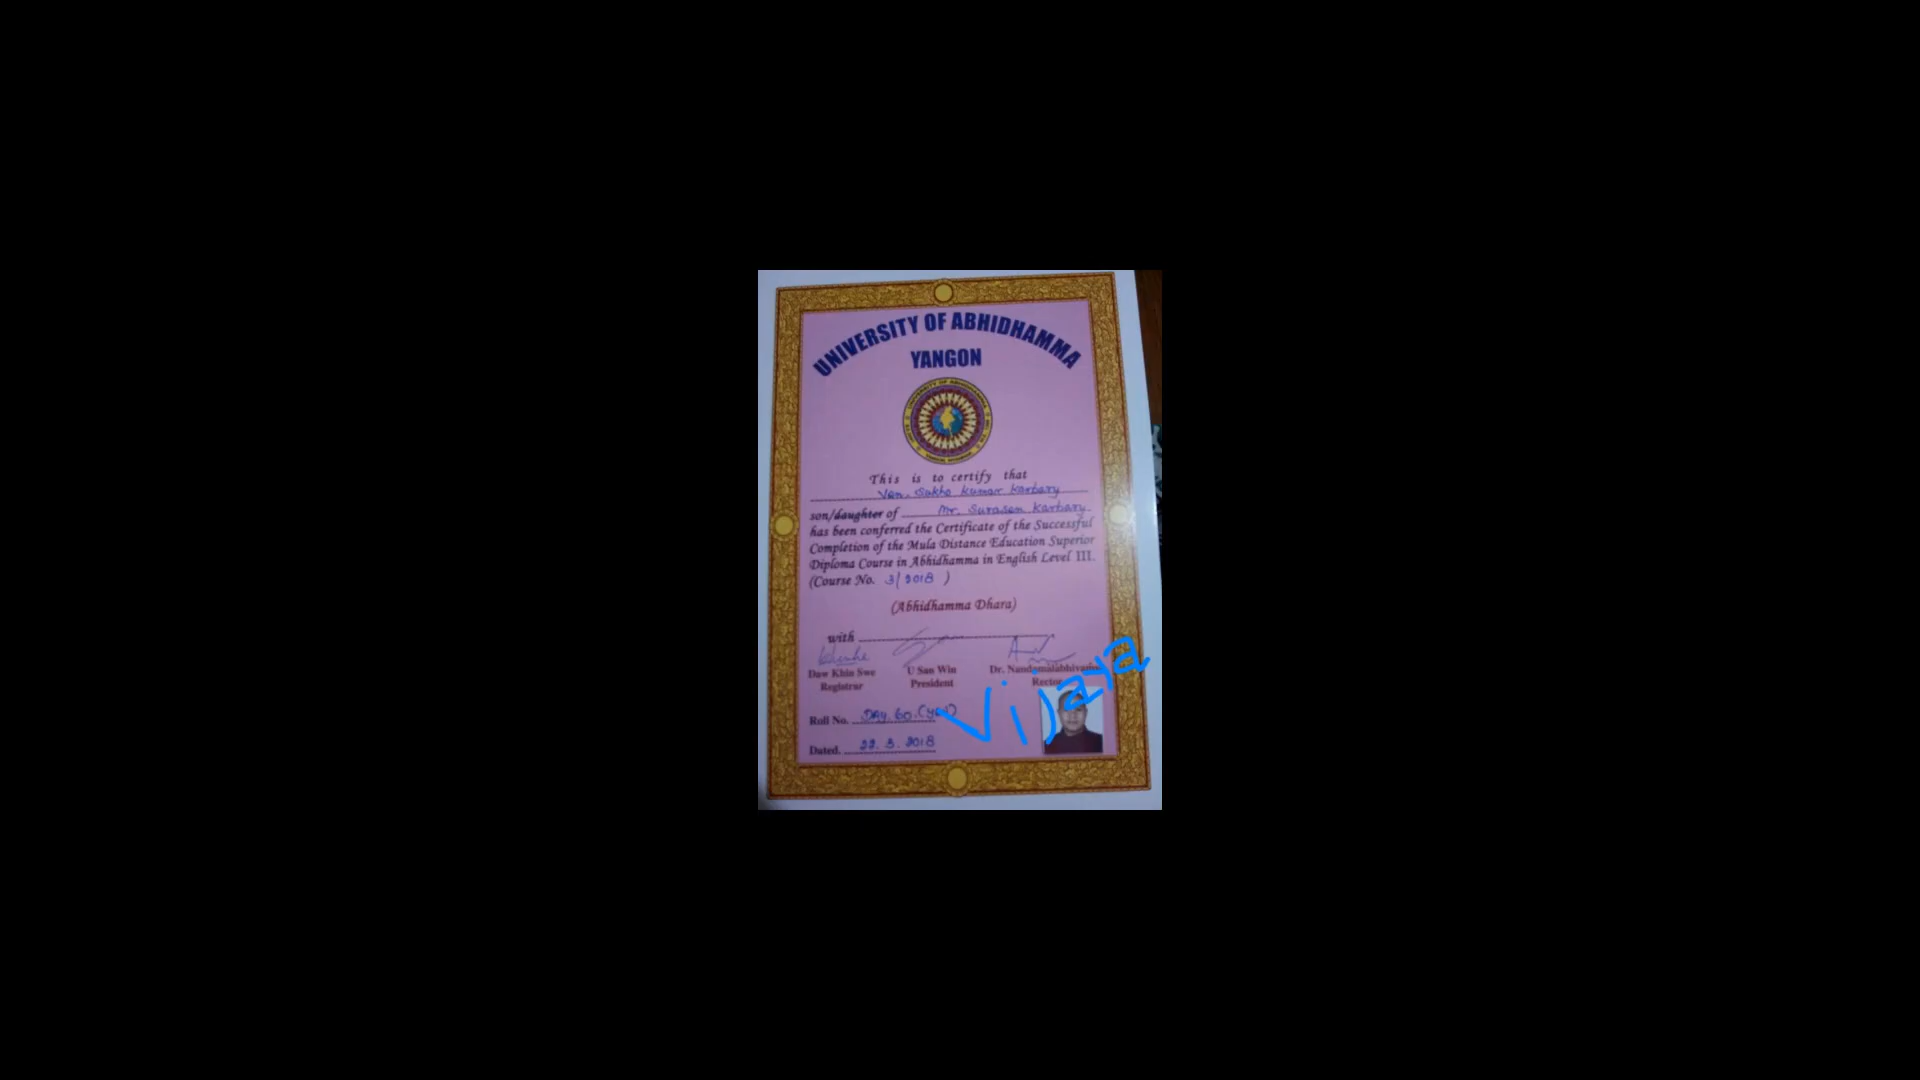 UNIVERSITY OF ABHIDHAMMA
YANGON
This is to certify that
Ven. Sukho Kumar Karbary
son/daughter of Mr. Surasen Karbary
has been conferred the Certificate of the Successful
Completion of the Mula Distance Education Superior
Diploma Course in Abhidhamma in English Level III.
(Course No. 3/2018 )
(Abhidhamma Dhara)
with
Daw Khin Swe U San Win Dr. Nandamalabhivamsa
Registrar President Rector
Roll No. 60.
Dated. 22. 3. 2018
Vijaya